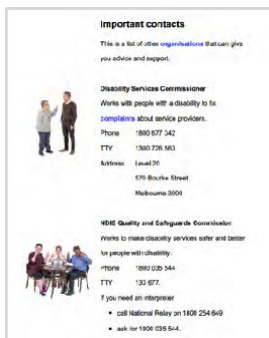 Important contacts
This is a list of other organisations that can give
you advice and support.
Disability Services Commissioner
Works with people with a disability to fix
complaints about service providers.
Phone 1800 677 342
TTY 1300 726 563
Address Level 20
570 Bourke Street
Melbourne 3000
NDIS Quality and Safeguards Commission
Works to make disability services safer and better
for people with disability.
Phone 1800 035 544
TTY 133 677.
If you need an interpreter
• call National Relay on 1800 254 649
• ask for 1800 035 544.